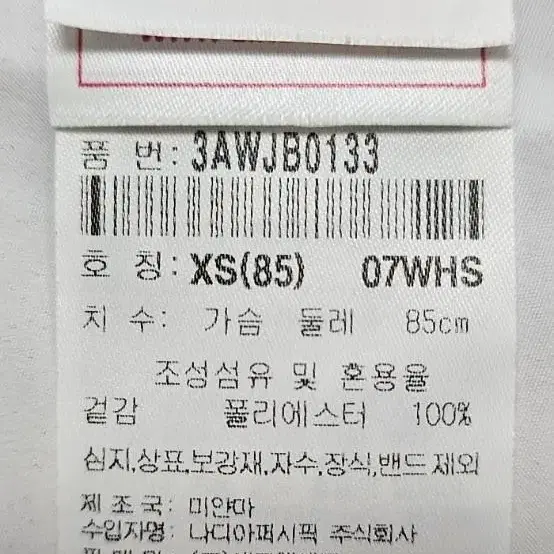 품 번: 3AWJB0133
호 칭: XS(85) 07WHS
치 수: 가슴 둘레 85cm
조성섬유 및 혼용율
겉감 폴리에스터 100%
심지,상표,보강재,자수,장식,밴드제외
제 조 국: 미얀마
수입자명: 나디아퍼시픽 주식회사